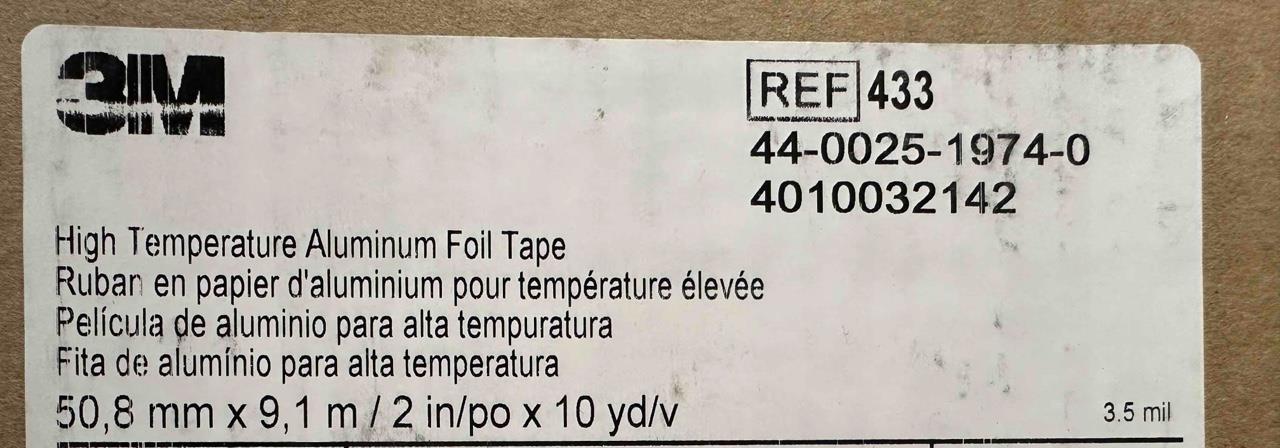 3M
REF 433
44-0025-1974-0
4010032142
High Temperature Aluminum Foil Tape
Ruban en papier d'aluminium pour température élevée
Película de aluminio para alta tempuratura
Fita de alumínio para alta temperatura
50,8 mm x 9,1 m / 2 in/po x 10 yd/v
3.5 mil